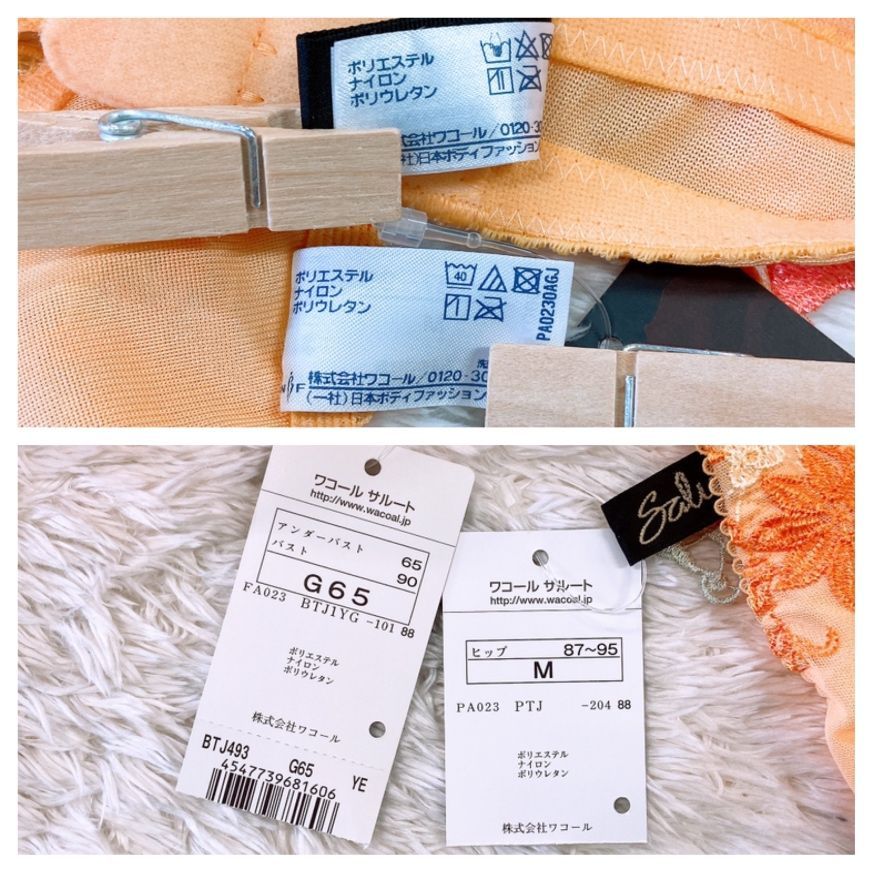 ポリエステル
ナイロン
ポリウレタン
式会社ワコール/0120-30
社)日本ボディファッション
ポリエステル
ナイロン
ポリウレタン
40
PA0230AGJ
株式会社ワコール/0120-30
(一社)日本ボディファッション
ワコール サルート
http://www.wacoal.jp
アンダーバスト 65
バスト 90
G65
FA023 BTJ1YG -101 88
ポリエステル
ナイロン
ポリウレタン
株式会社ワコール
BTJ493 G65 YE
4547739681606
ワコール サルート
http://www.wacoal.jp
ヒップ 87~95
M
PA023 PTJ -204 88
ポリエステル
ナイロン
ポリウレタン
株式会社ワコール